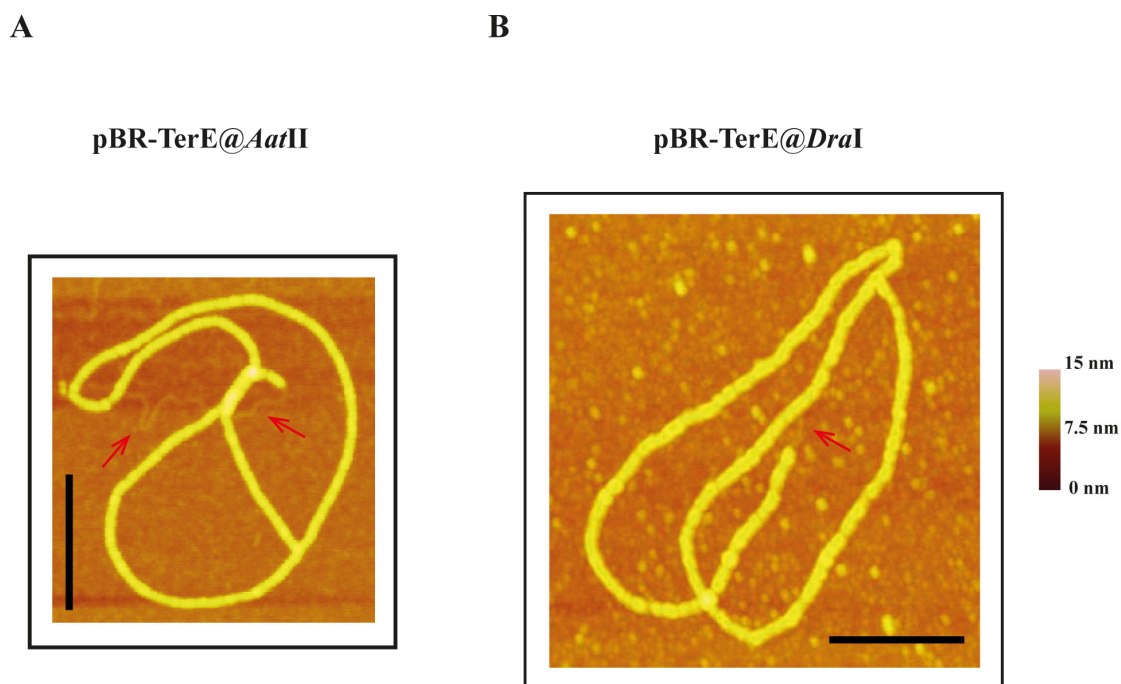 A
B
pBR-TerE@AatII
pBR-TerE@DraI
15 nm
7.5 nm
0 nm